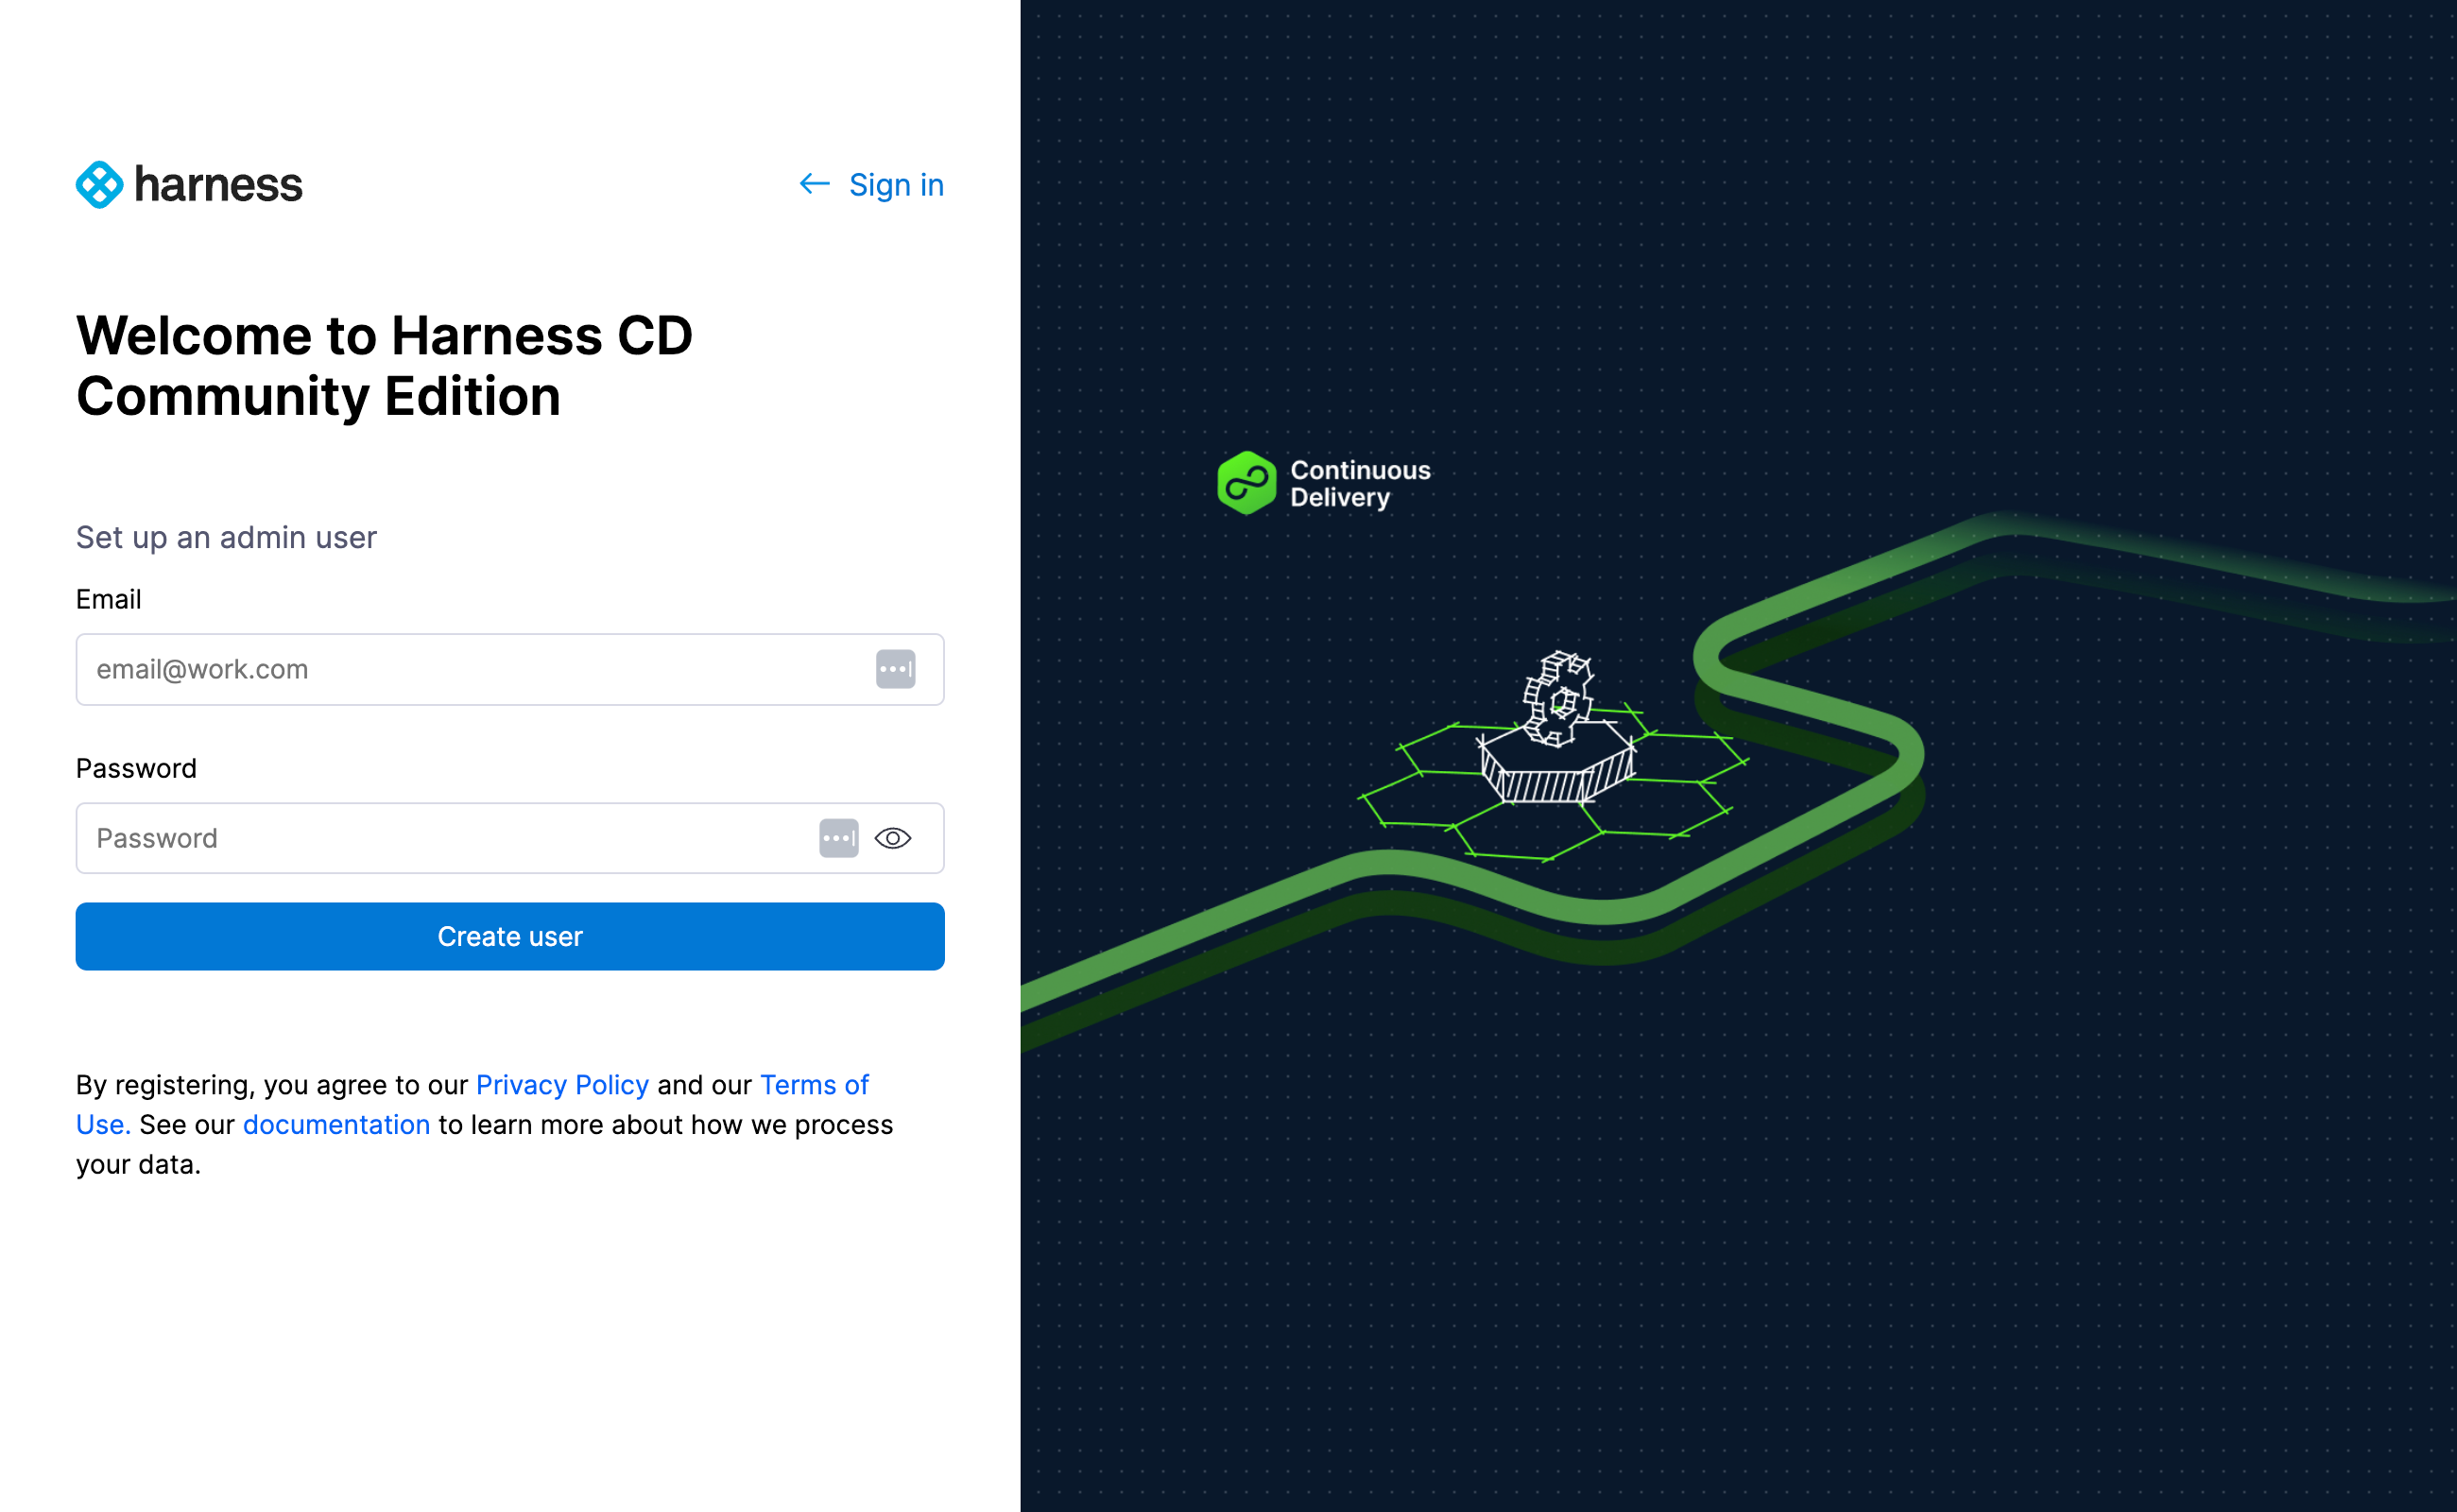 harness
Sign in
Welcome to Harness CD
Community Edition
Set up an admin user
Email
email@work.com
Password
Password
Create user
By registering, you agree to our Privacy Policy and our Terms of
Use. See our documentation to learn more about how we process
your data.
Continuous
Delivery